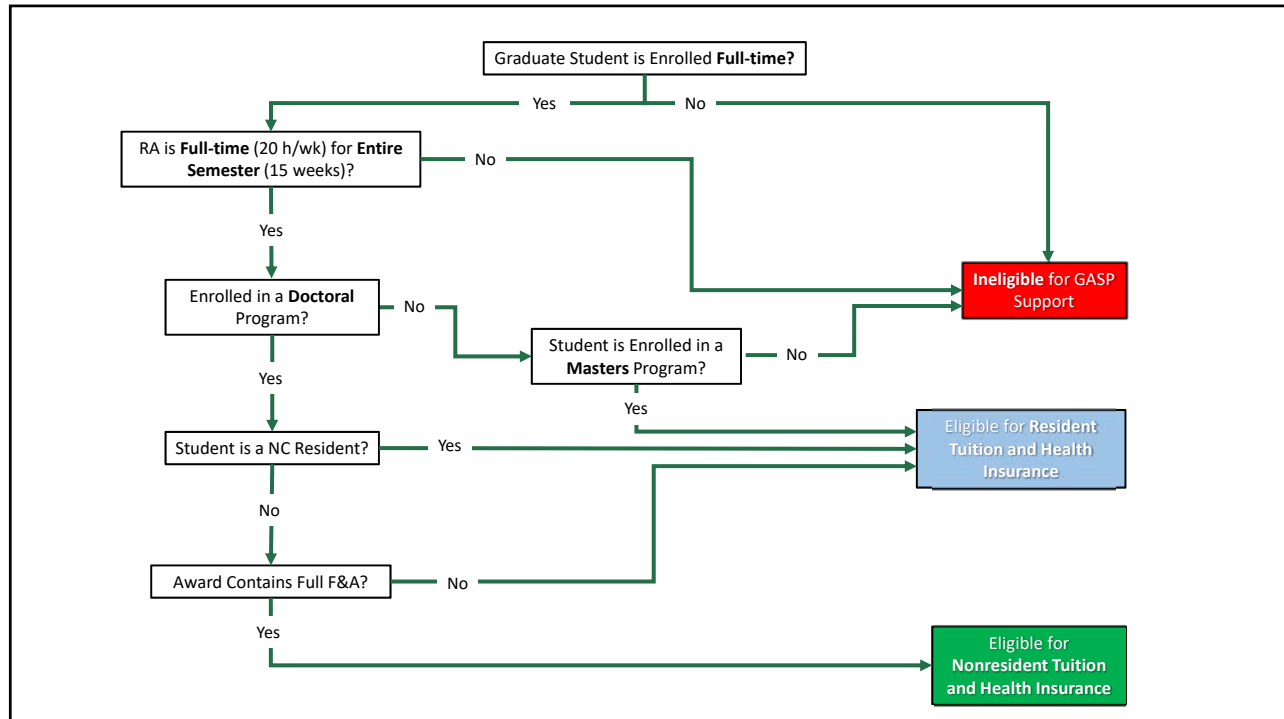 Graduate Student is Enrolled Full-time?
Yes
No
RA is Full-time (20 h/wk) for Entire
Semester (15 weeks)?
No
Yes
Ineligible for GASP
Support
Enrolled in a Doctoral
Program?
No
Student is Enrolled in a
Masters Program?
No
Yes
Yes
Eligible for Resident
Tuition and Health
Insurance
Student is a NC Resident?
Yes
No
Award Contains Full F&A?
No
Yes
Eligible for
Nonresident Tuition
and Health Insurance